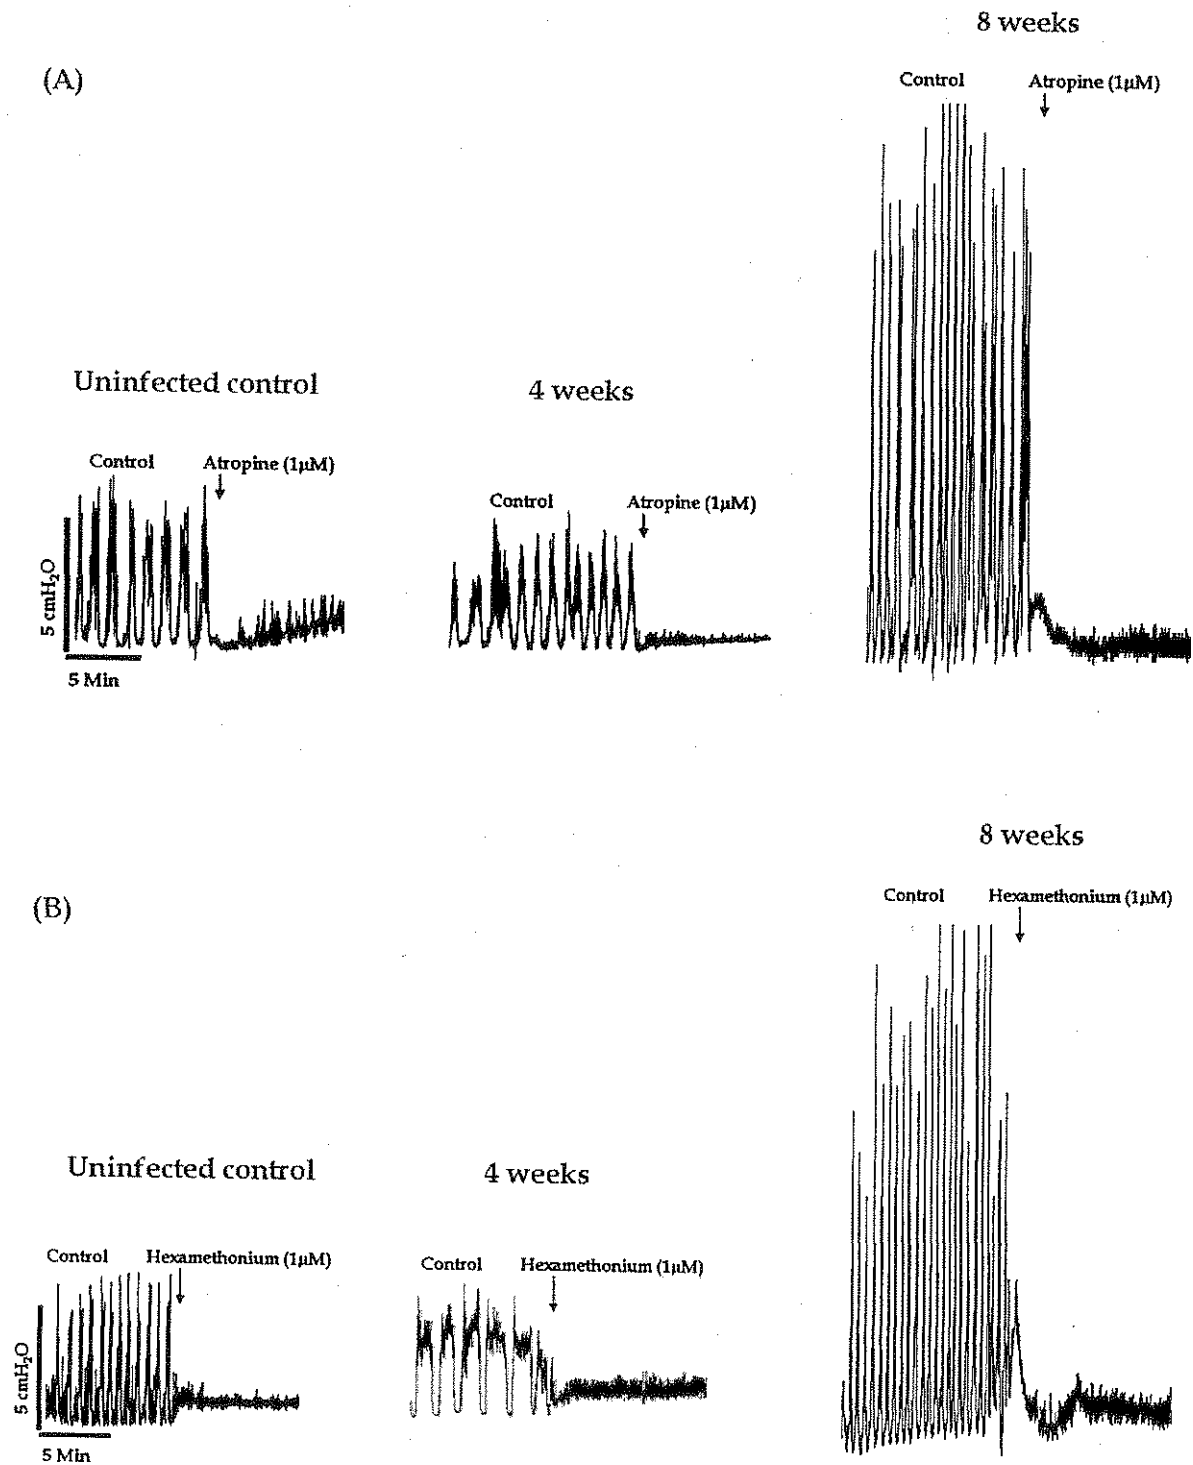 8 weeks
(A)
Control
Atropine (1μM)
Uninfected control
4 weeks
Control
Atropine (1μM)
Control
Atropine (1μM)
5 cmH₂O
5 Min
8 weeks
(B)
Control
Hexamethonium (1μM)
Uninfected control
4 weeks
Control
Hexamethonium (1μM)
Control
Hexamethonium (1μM)
5 cmH₂O
5 Min